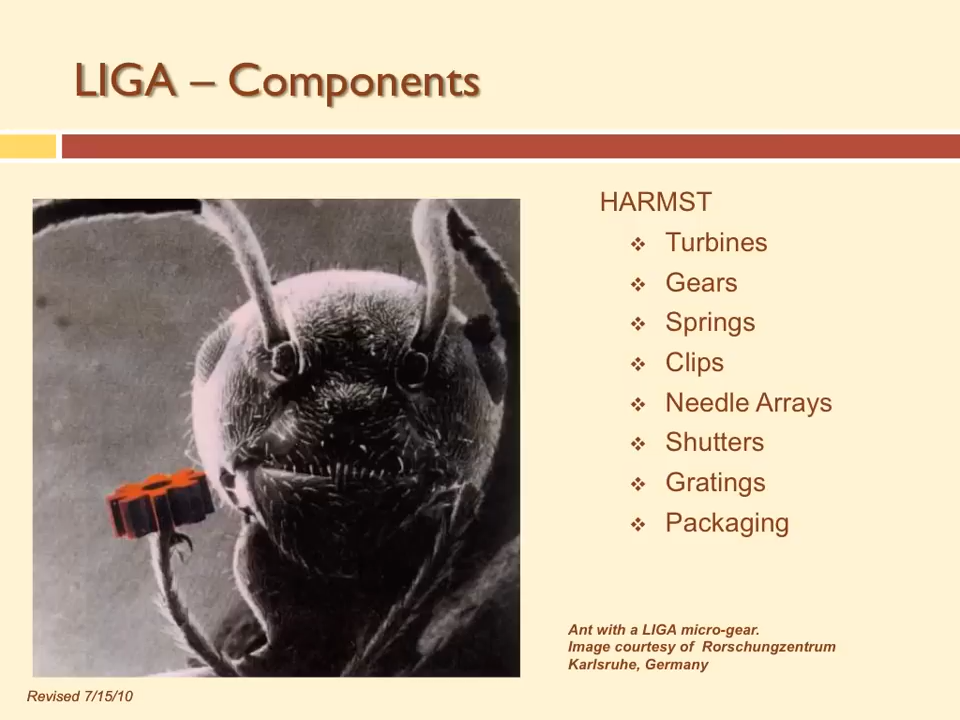 LIGA – Components
HARMST
❖ Turbines
❖ Gears
❖ Springs
❖ Clips
❖ Needle Arrays
❖ Shutters
❖ Gratings
❖ Packaging
Ant with a LIGA micro-gear.
Image courtesy of Rorschungzentrum
Karlsruhe, Germany
Revised 7/15/10